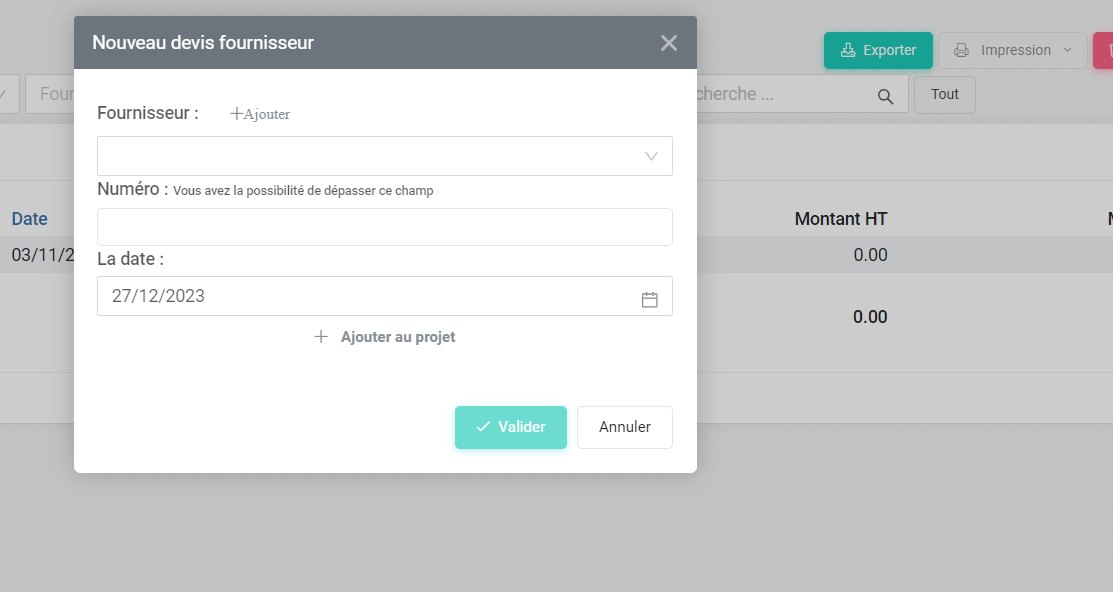 Nouveau devis fournisseur
Exporter
Impression
Four
cherche ...
Tout
Fournisseur :
Ajouter
Numéro : Vous avez la possibilité de dépasser ce champ
Date
Montant HT
03/11/2
0.00
La date :
27/12/2023
0.00
Ajouter au projet
Valider
Annuler